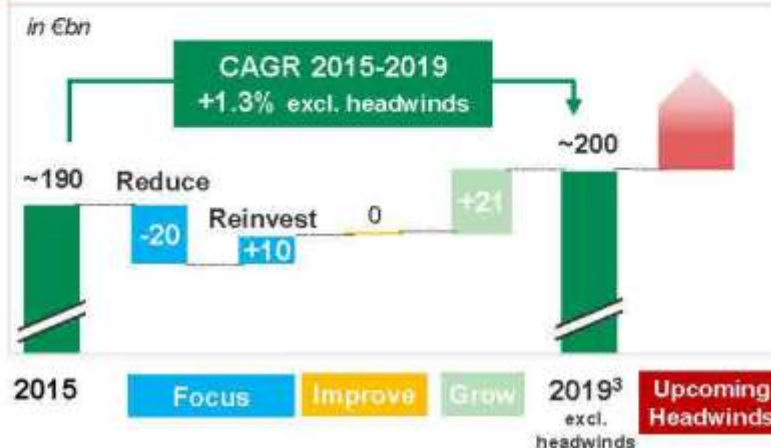 in €bn
CAGR 2015-2019
+1.3% excl. headwinds
~190
Reduce
-20
Reinvest
+10
0
+21
~200
2015
Focus
Improve
Grow
2019³
excl.
headwinds
Upcoming
Headwinds